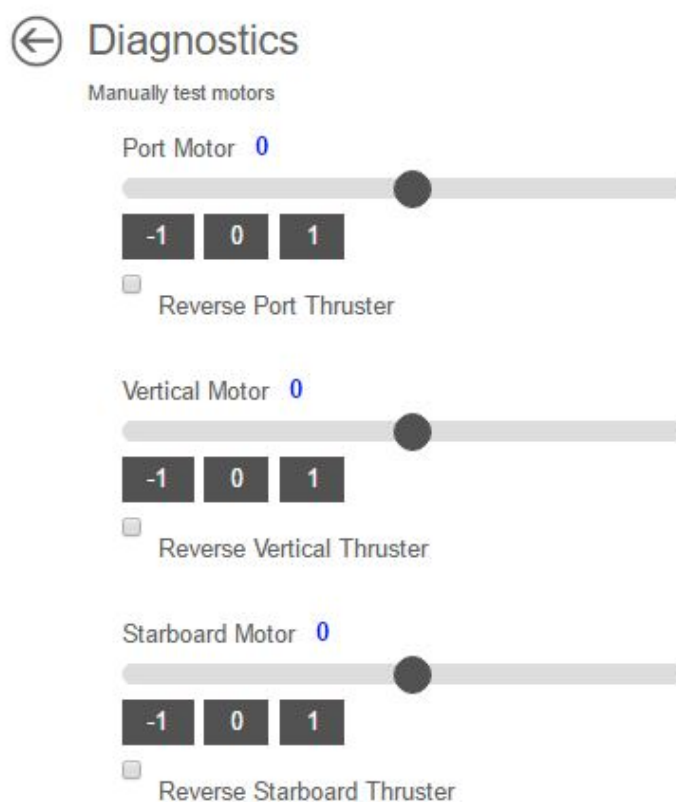 Diagnostics
Manually test motors
Port Motor 0
-1 0 1
Reverse Port Thruster
Vertical Motor 0
-1 0 1
Reverse Vertical Thruster
Starboard Motor 0
-1 0 1
Reverse Starboard Thruster